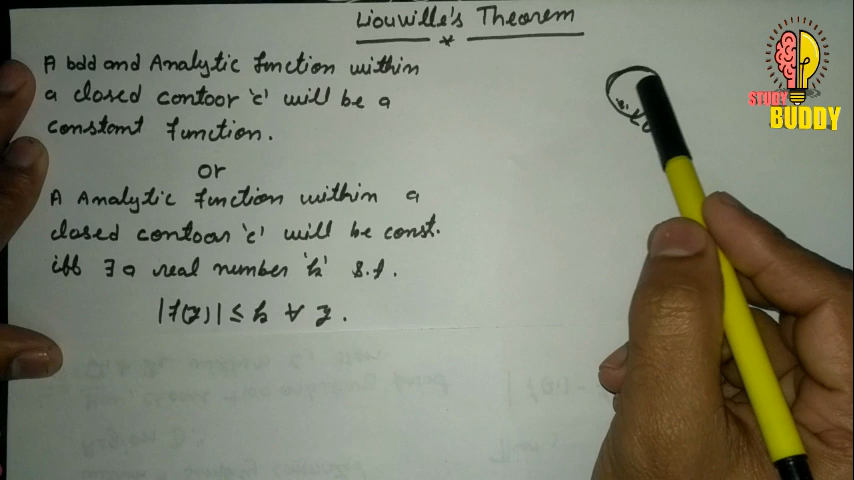 Liouville's Theorem
A bdd and Analytic function within
a closed contoor 'c' will be a
constant function.
or
A Analytic function within a
closed contoor 'c' will be const.
iff ∃ a real number 'k' s.t.
|f(z)| ≤ k ∀ z.
STUDY
BUDDY